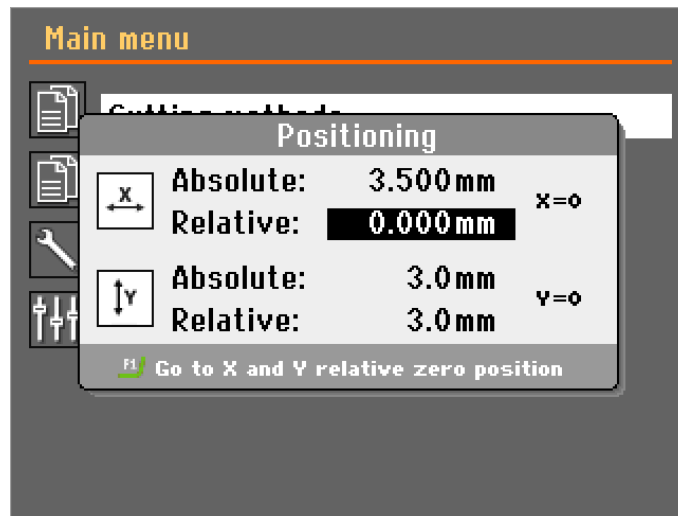 Main menu
Positioning
X
Absolute: 3.500mm
Relative: 0.000mm
X=0
Y
Absolute: 3.0mm
Relative: 3.0mm
Y=0
F1 Go to X and Y relative zero position